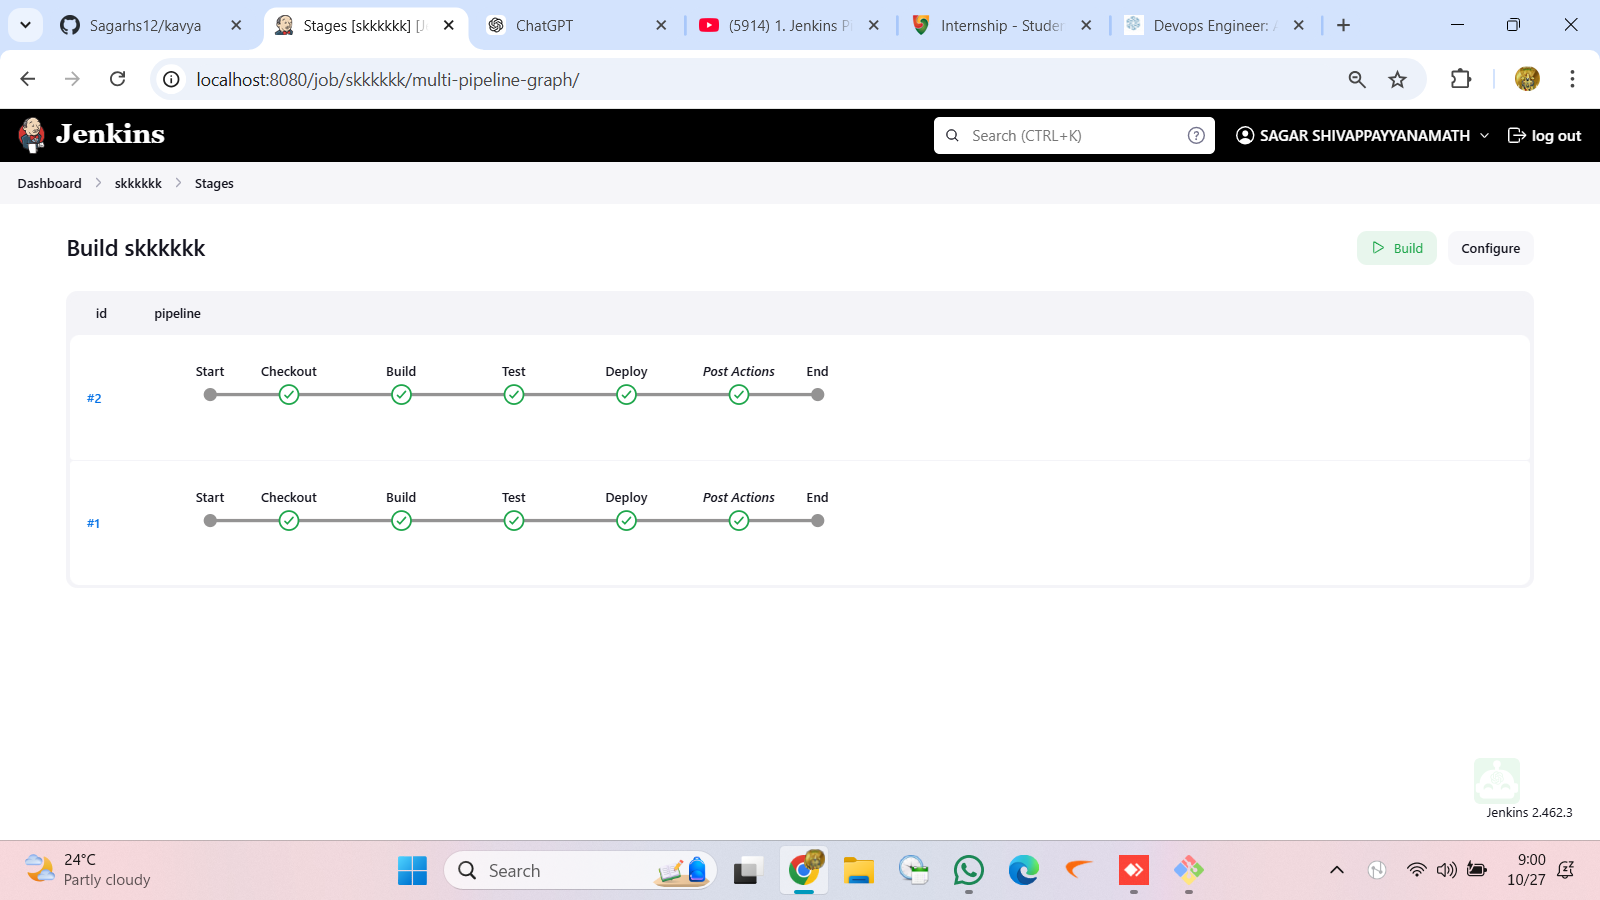 Sagarhs12/kavya
Stages [skkkkkk] [J
ChatGPT
(5914) 1. Jenkins P
Internship - Studen
Devops Engineer: A
localhost:8080/job/skkkkkk/multi-pipeline-graph/
Jenkins
Search (CTRL+K)
SAGAR SHIVAPPAYYANAMATH
log out
Dashboard
skkkkkk
Stages
Build skkkkkk
Build
Configure
id
pipeline
Start
Checkout
Build
Test
Deploy
Post Actions
End
#2
Start
Checkout
Build
Test
Deploy
Post Actions
End
#1
Jenkins 2.462.3
24°C
Partly cloudy
Search
9:00
10/27